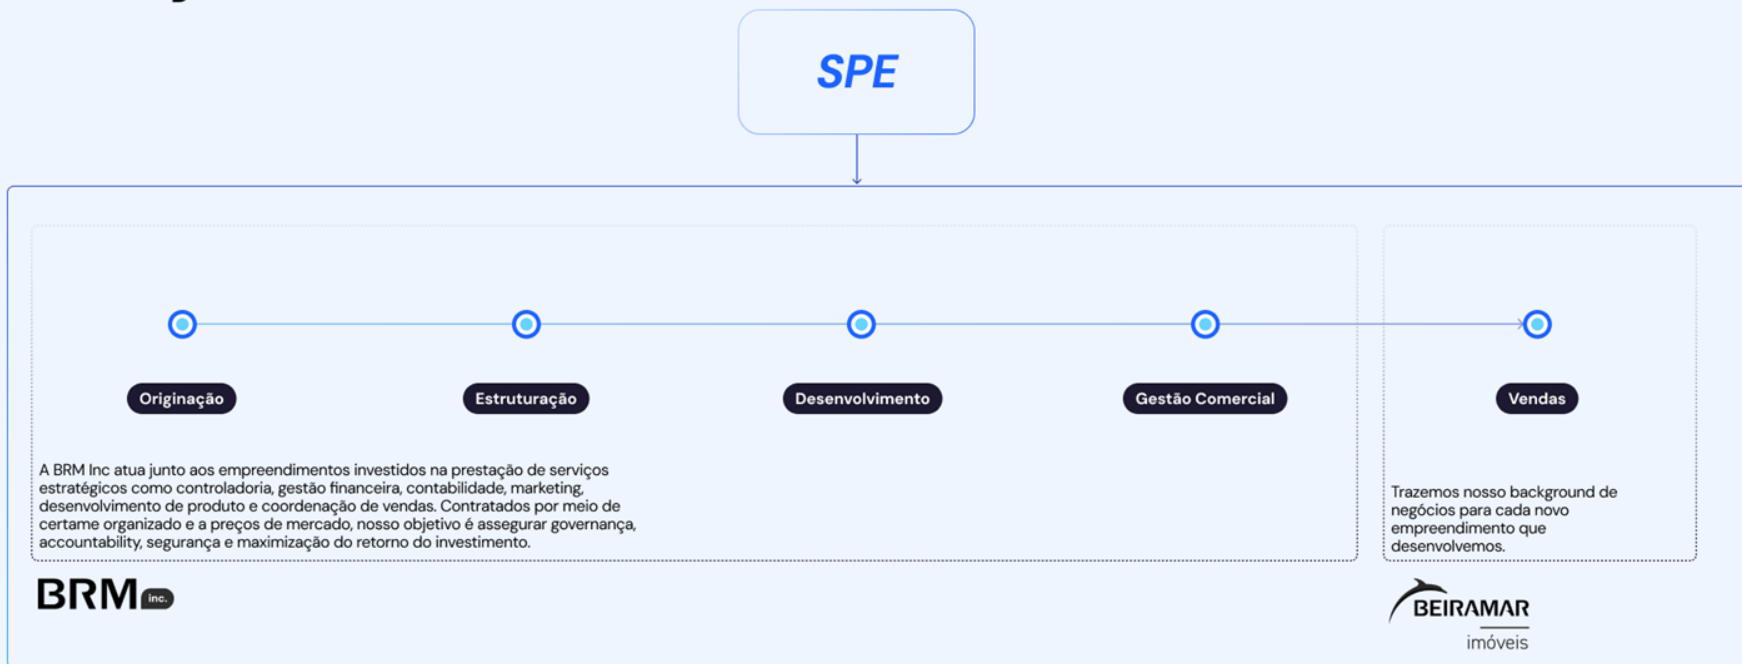 SPE
Originação
Estruturação
Desenvolvimento
Gestão Comercial
Vendas
A BRM Inc atua junto aos empreendimentos investidos na prestação de serviços
estratégicos como controladoria, gestão financeira, contabilidade, marketing,
desenvolvimento de produto e coordenação de vendas. Contratados por meio de
certame organizado e a preços de mercado, nosso objetivo é assegurar governança,
accountability, segurança e maximização do retorno do investimento.
Trazemos nosso background de
negócios para cada novo
empreendimento que
desenvolvemos.
BRM inc.
BEIRAMAR
imóveis